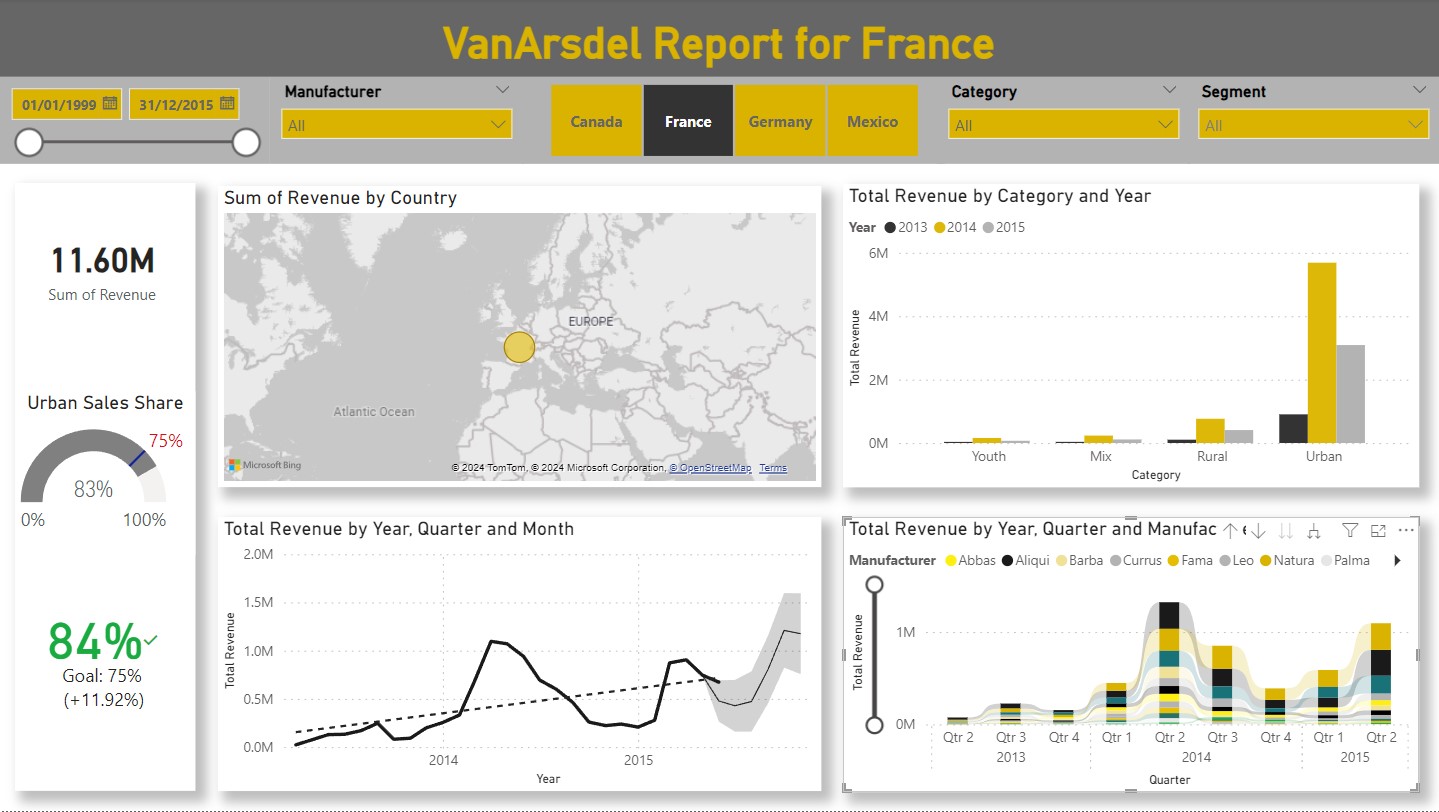 VanArsdel Report for France
01/01/1999
31/12/2015
Manufacturer
All
Canada
France
Germany
Mexico
Category
All
Segment
All
11.60M
Sum of Revenue
Urban Sales Share
75%
83%
0%
100%
84%
Goal: 75%
(+11.92%)
Sum of Revenue by Country
EUROPE
Atlantic Ocean
Microsoft Bing
© 2024 TomTom, © 2024 Microsoft Corporation, © OpenStreetMap Terms
Total Revenue by Category and Year
Year 2013 2014 2015
Total Revenue
6M
4M
2M
0M
Youth Mix Rural Urban
Category
Total Revenue by Year, Quarter and Month
Total Revenue
2.0M
1.5M
1.0M
0.5M
0.0M
2014 2015
Year
Total Revenue by Year, Quarter and Manufac
Manufacturer Abbas Aliqui Barba Currus Fama Leo Natura Palma
Total Revenue
1M
0M
Qtr 2 Qtr 3 Qtr 4 Qtr 1 Qtr 2 Qtr 3 Qtr 4 Qtr 1 Qtr 2
2013 2014 2015
Quarter